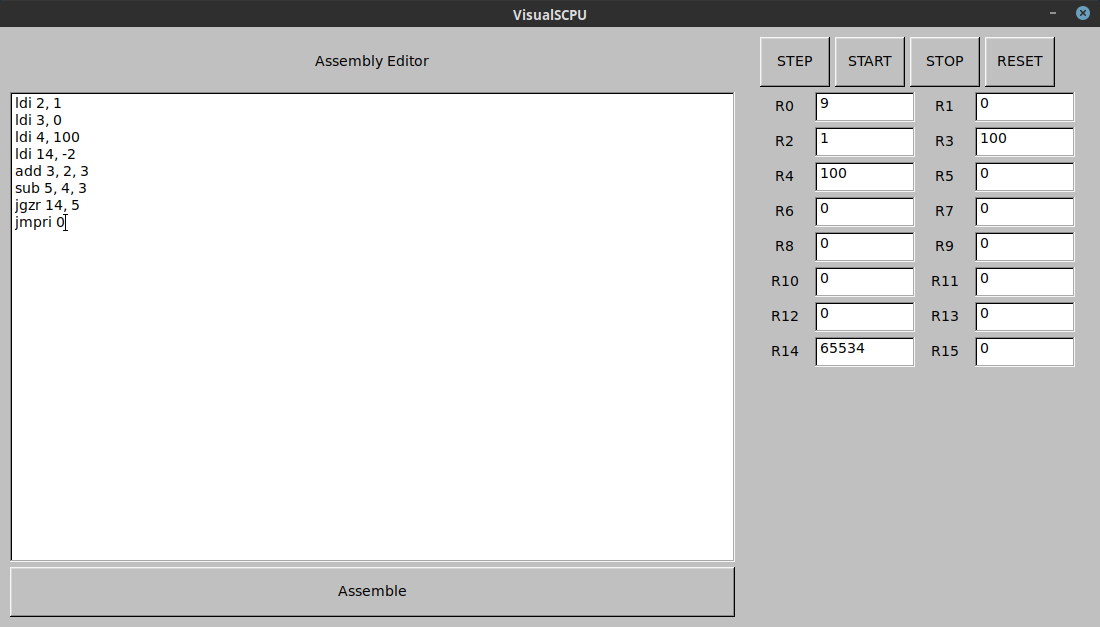 VisualSCPU
Assembly Editor
STEP START STOP RESET
ldi 2, 1
ldi 3, 0
ldi 4, 100
ldi 14, -2
add 3, 2, 3
sub 5, 4, 3
jgzr 14, 5
jmpri 0
R0 9 R1 0
R2 1 R3 100
R4 100 R5 0
R6 0 R7 0
R8 0 R9 0
R10 0 R11 0
R12 0 R13 0
R14 65534 R15 0
Assemble